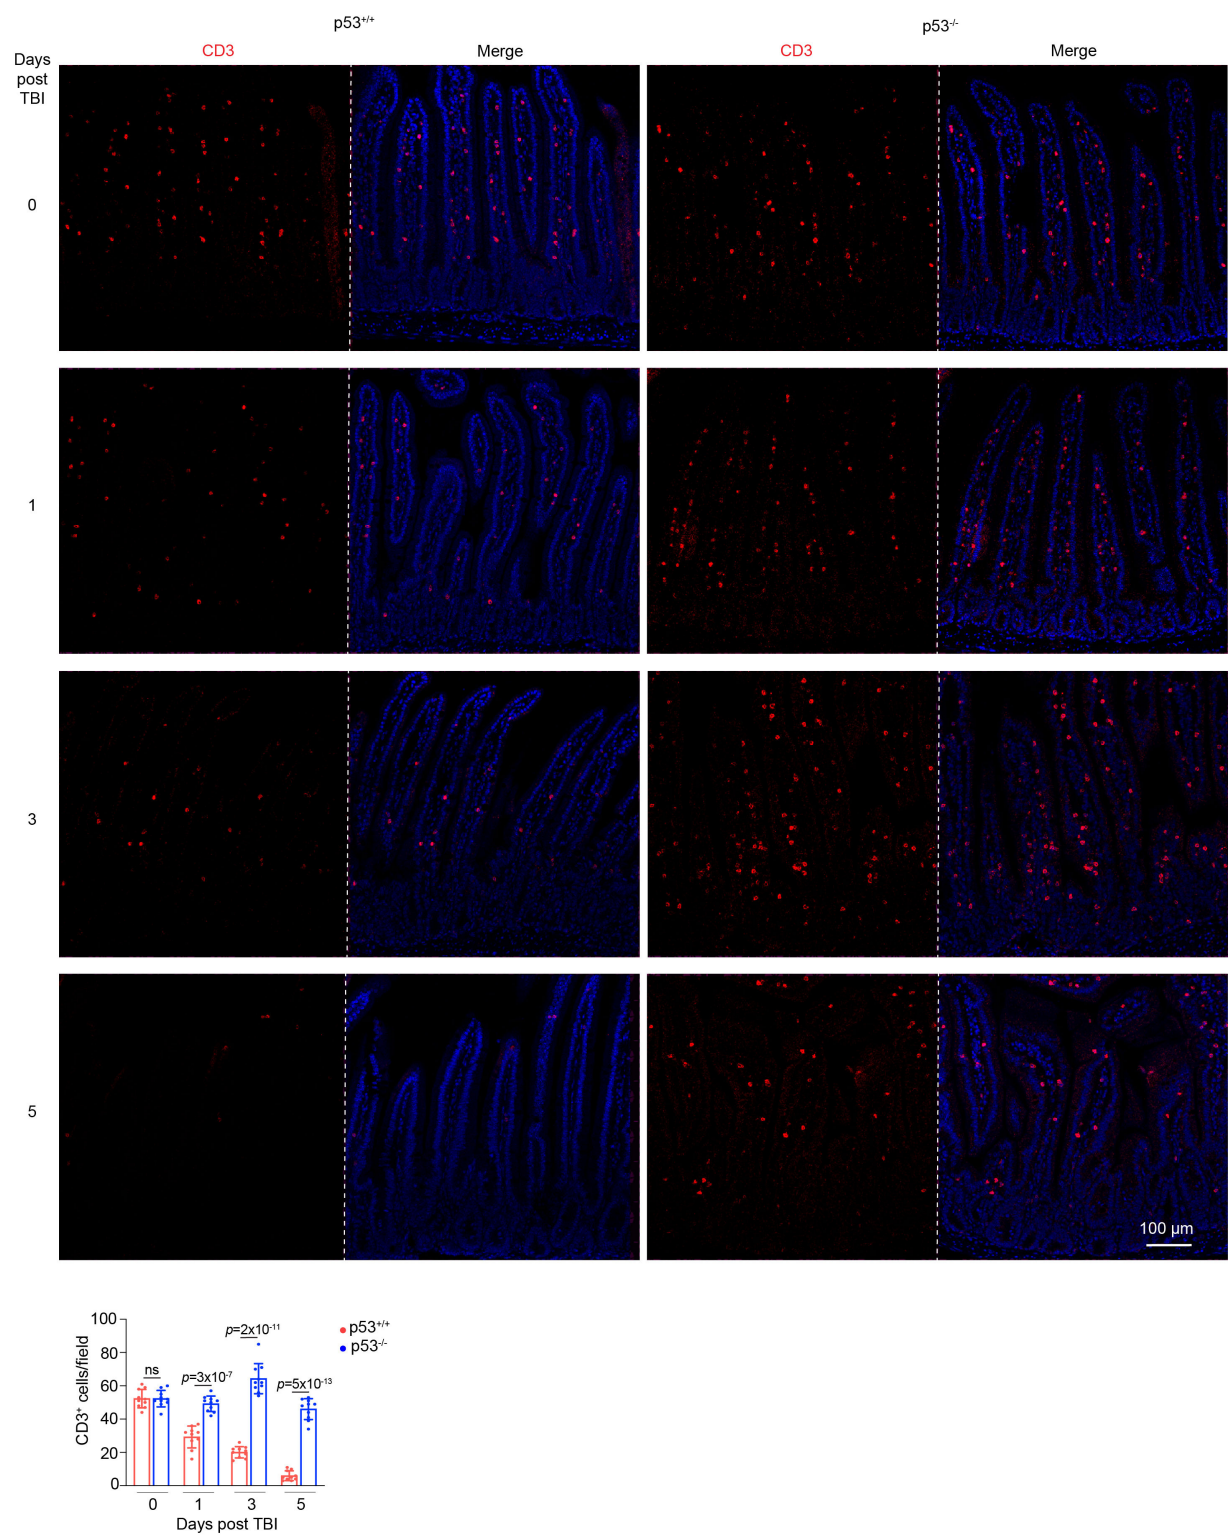 p53+/+
p53-/-
CD3
Merge
CD3
Merge
Days
post
TBI
0
1
3
5
100 µm
100
80
60
40
20
0
CD3+ cells/field
ns
p=3x10-7
p=2x10-11
p=5x10-13
p53+/+
p53-/-
0 1 3 5
Days post TBI